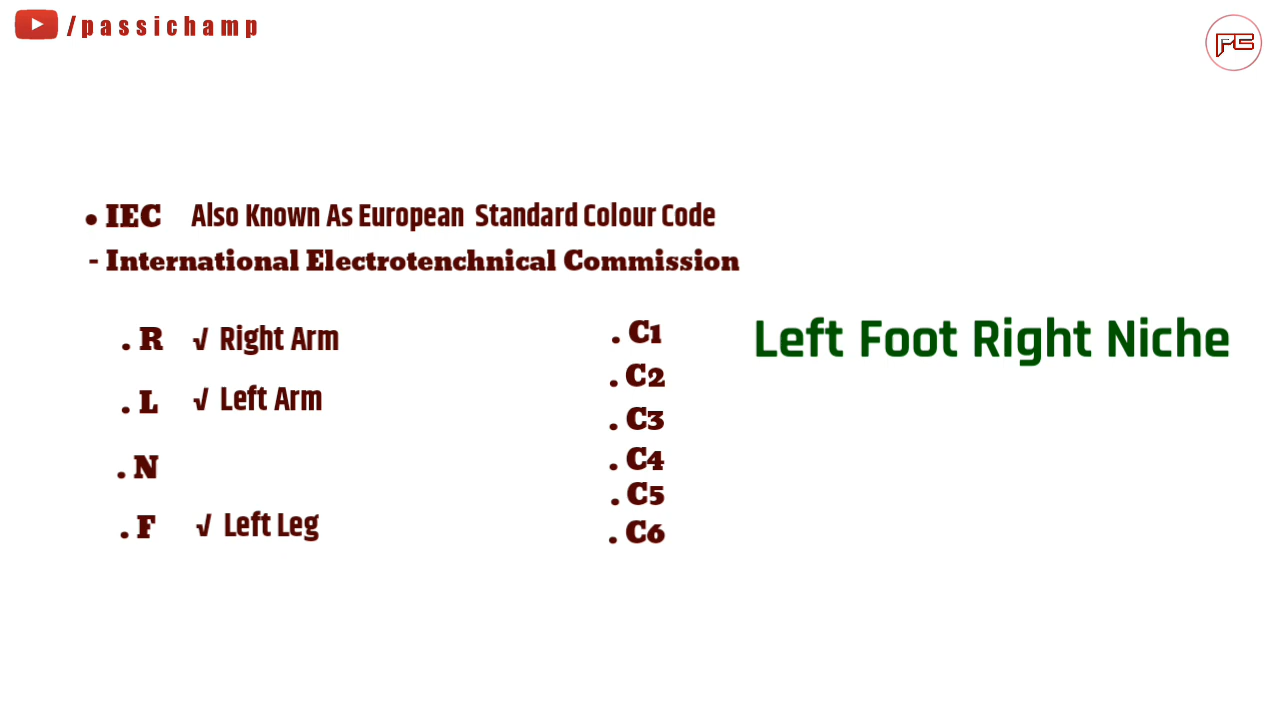 /passichamp
PC
• IEC Also Known As European Standard Colour Code
- International Electrotenchnical Commission
. R √ Right Arm
. L √ Left Arm
. N
. F √ Left Leg
. C1
. C2
. C3
. C4
. C5
. C6
Left Foot Right Niche